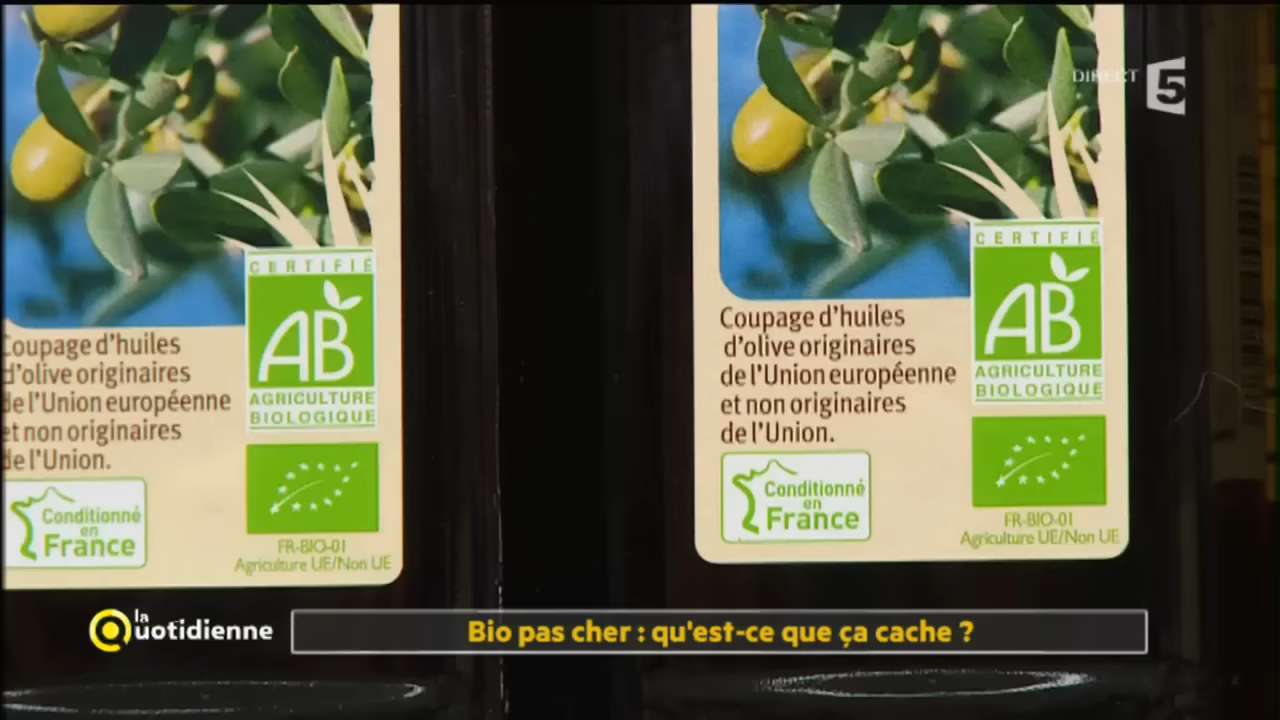 DIRECT 5
CERTIFIÉ
AB
AGRICULTURE
BIOLOGIQUE
Coupage d'huiles
d'olive originaires
de l'Union européenne
et non originaires
de l'Union.
Conditionné
en
France
FR-BIO-01
Agriculture UE/Non UE
CERTIFIÉ
AB
AGRICULTURE
BIOLOGIQUE
Coupage d'huiles
d'olive originaires
de l'Union européenne
et non originaires
de l'Union.
Conditionné
en
France
FR-BIO-01
Agriculture UE/Non UE
la Quotidienne
Bio pas cher : qu'est-ce que ça cache ?